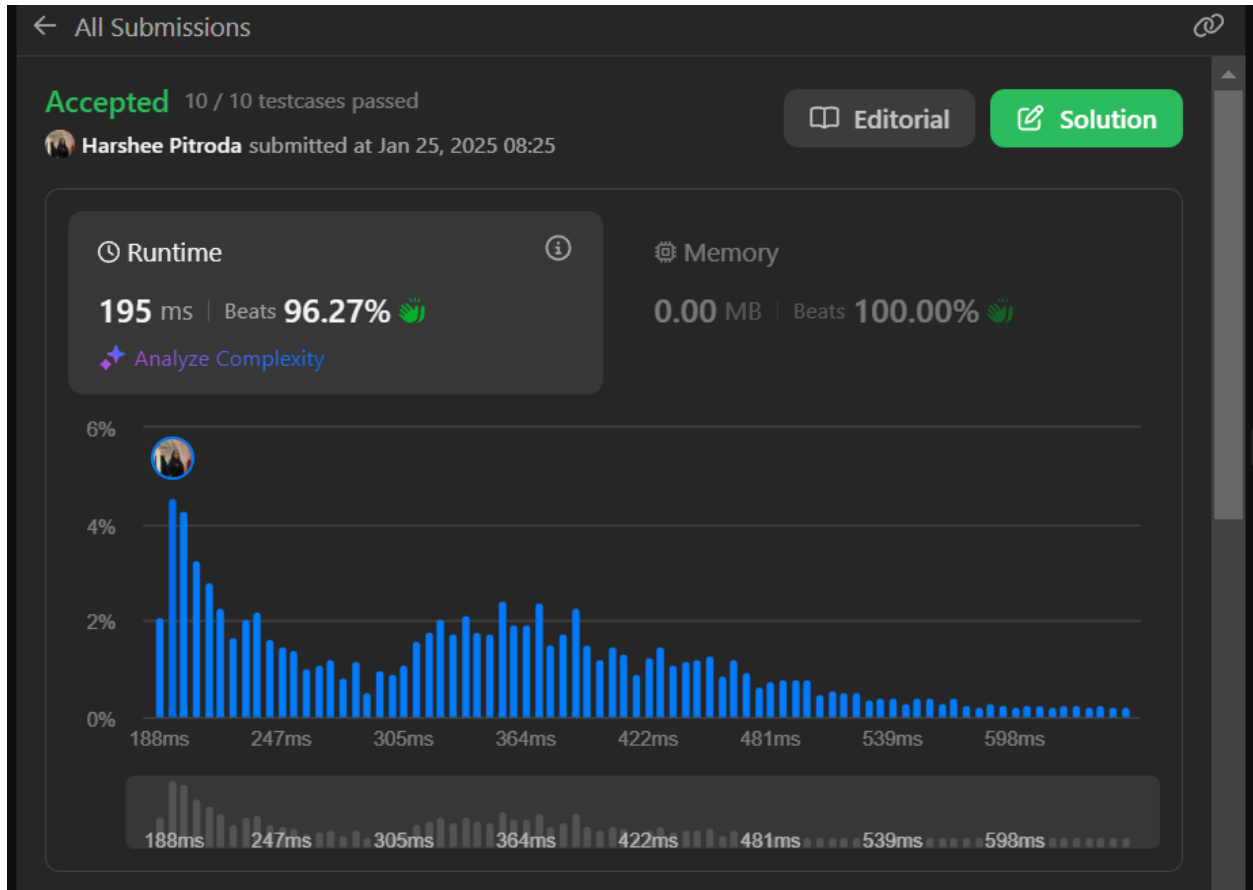 All Submissions
Accepted 10 / 10 testcases passed
Harshee Pitroda submitted at Jan 25, 2025 08:25
Editorial
Solution
Runtime
195 ms | Beats 96.27%
Analyze Complexity
Memory
0.00 MB | Beats 100.00%
6%
4%
2%
0%
188ms 247ms 305ms 364ms 422ms 481ms 539ms 598ms
188ms 247ms 305ms 364ms 422ms 481ms 539ms 598ms